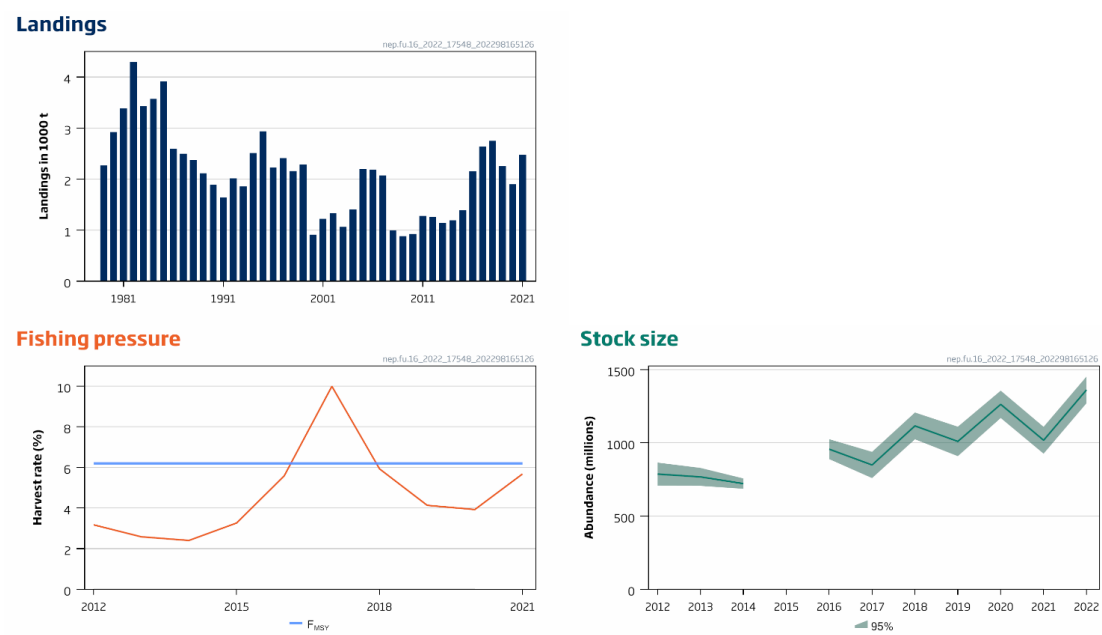 Landings
nep.fu.16_2022_17548_202298165126
Landings in 1000 t
4
3
2
1
0
1981 1991 2001 2011 2021
Fishing pressure
nep.fu.16_2022_17548_202298165126
Harvest rate (%)
10
8
6
4
2
0
2012 2015 2018 2021
FMSY
Stock size
nep.fu.16_2022_17548_202298165126
Abundance (millions)
1500
1000
500
0
2012 2013 2014 2015 2016 2017 2018 2019 2020 2021 2022
95%